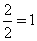 2/2 = 1